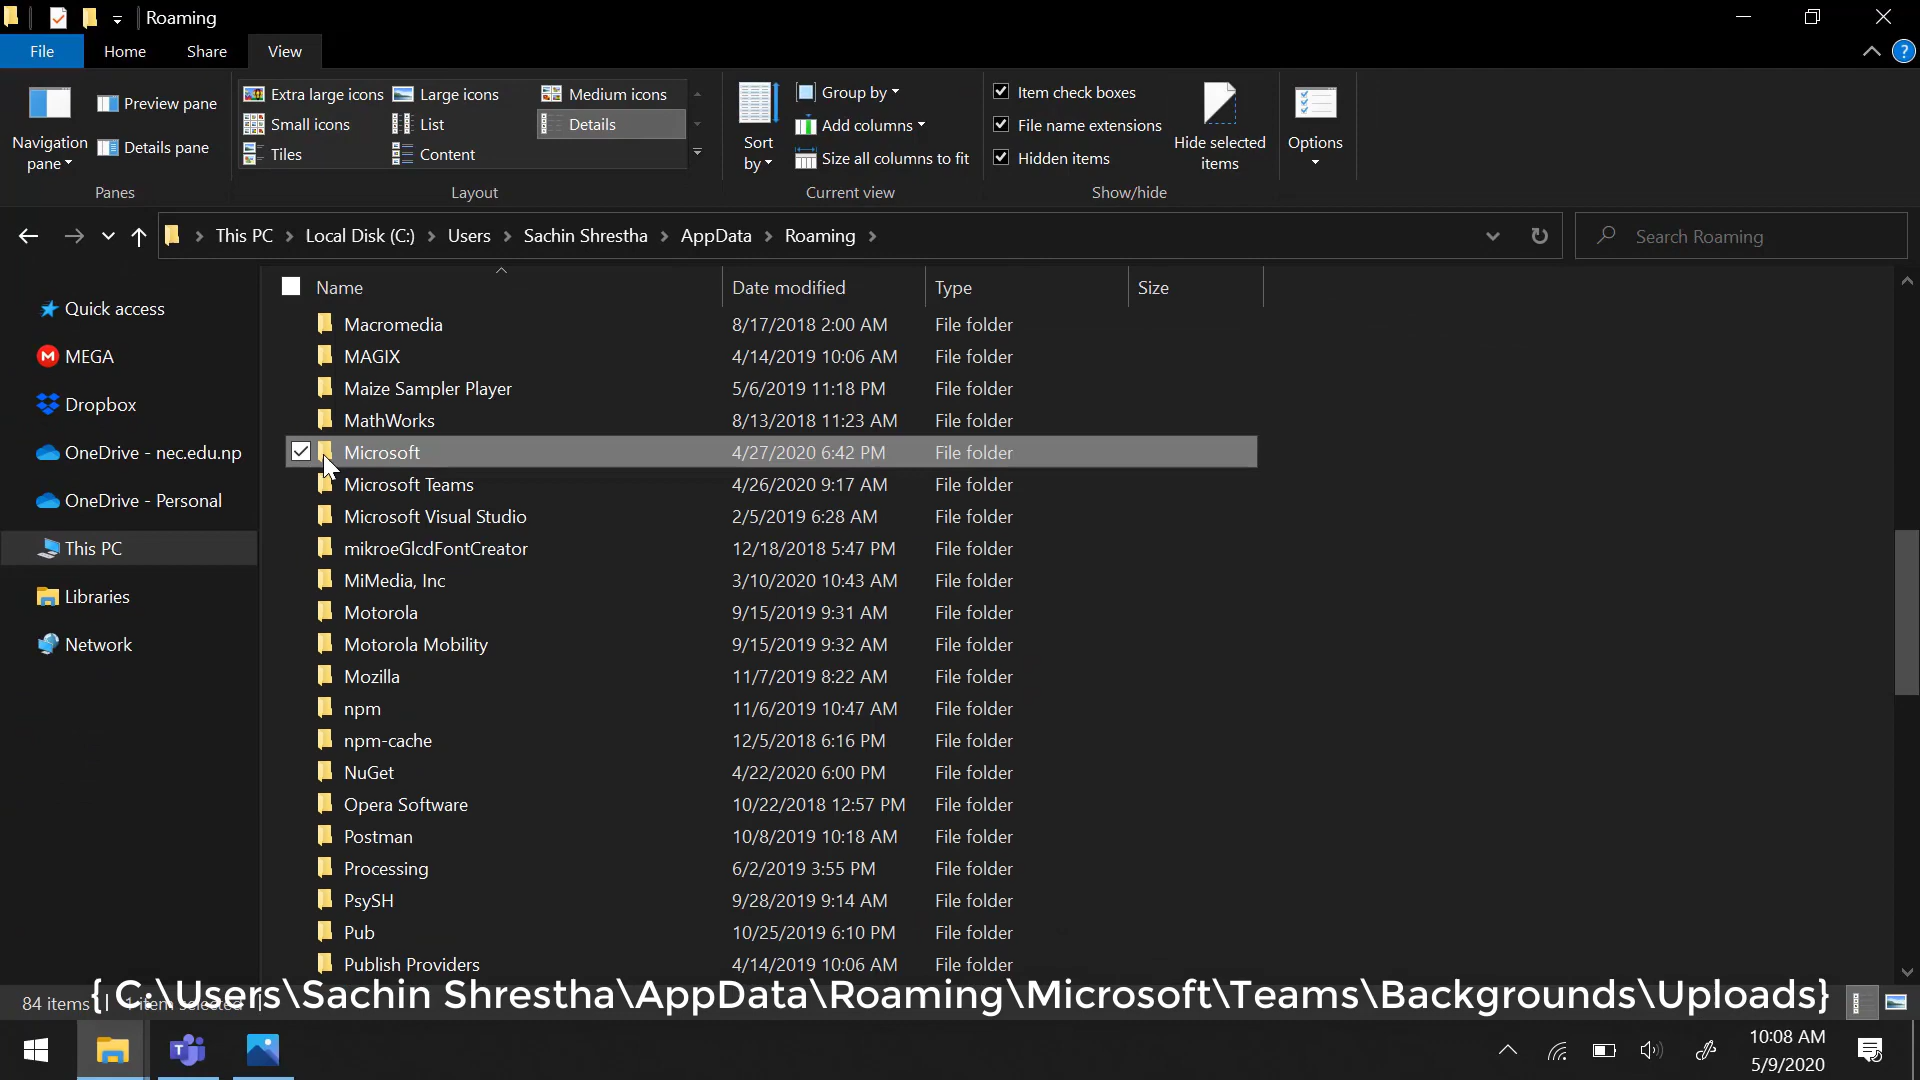 Roaming
File Home Share View
Navigation pane
Preview pane
Details pane
Panes
Extra large icons Large icons Medium icons
Small icons List Details
Tiles Content
Layout
Sort by
Group by
Add columns
Size all columns to fit
Current view
Item check boxes
File name extensions
Hidden items
Hide selected items
Show/hide
Options
This PC > Local Disk (C:) > Users > Sachin Shrestha > AppData > Roaming >
Search Roaming
Quick access
MEGA
Dropbox
OneDrive - nec.edu.np
OneDrive - Personal
This PC
Libraries
Network
Name Date modified Type Size
Macromedia 8/17/2018 2:00 AM File folder
MAGIX 4/14/2019 10:06 AM File folder
Maize Sampler Player 5/6/2019 11:18 PM File folder
MathWorks 8/13/2018 11:23 AM File folder
Microsoft 4/27/2020 6:42 PM File folder
Microsoft Teams 4/26/2020 9:17 AM File folder
Microsoft Visual Studio 2/5/2019 6:28 AM File folder
mikroeGlcdFontCreator 12/18/2018 5:47 PM File folder
MiMedia, Inc 3/10/2020 10:43 AM File folder
Motorola 9/15/2019 9:31 AM File folder
Motorola Mobility 9/15/2019 9:32 AM File folder
Mozilla 11/7/2019 8:22 AM File folder
npm 11/6/2019 10:47 AM File folder
npm-cache 12/5/2018 6:16 PM File folder
NuGet 4/22/2020 6:00 PM File folder
Opera Software 10/22/2018 12:57 PM File folder
Postman 10/8/2019 10:18 AM File folder
Processing 6/2/2019 3:55 PM File folder
PsySH 9/28/2019 9:14 AM File folder
Pub 10/25/2019 6:10 PM File folder
Publish Providers 4/14/2019 10:06 AM File folder
84 items 1 item selected
{ C:\Users\Sachin Shrestha\AppData\Roaming\Microsoft\Teams\Backgrounds\Uploads}
10:08 AM
5/9/2020